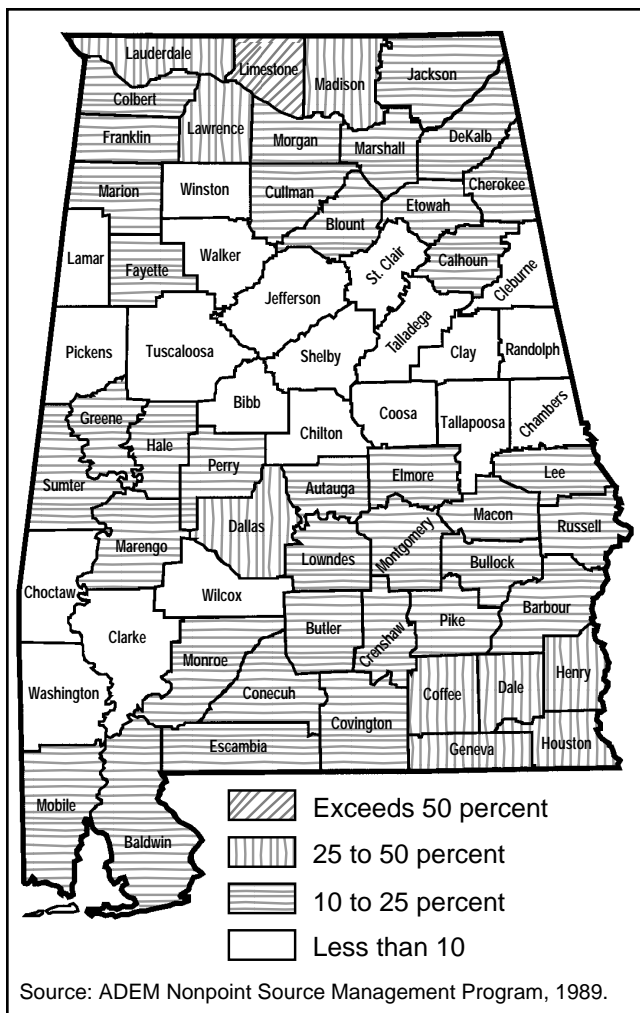 Lauderdale
Limestone
Madison
Jackson
Colbert
Lawrence
Franklin
Morgan
Marshall
DeKalb
Marion
Winston
Cullman
Cherokee
Etowah
Blount
Lamar
Fayette
Walker
St. Clair
Calhoun
Cleburne
Jefferson
Pickens
Tuscaloosa
Shelby
Talladega
Clay
Randolph
Bibb
Coosa
Tallapoosa
Chambers
Greene
Hale
Chilton
Sumter
Perry
Elmore
Lee
Autauga
Dallas
Macon
Russell
Marengo
Lowndes
Montgomery
Bullock
Choctaw
Wilcox
Barbour
Clarke
Butler
Crenshaw
Pike
Monroe
Washington
Conecuh
Coffee
Dale
Henry
Covington
Escambia
Geneva
Houston
Mobile
Baldwin
Exceeds 50 percent
25 to 50 percent
10 to 25 percent
Less than 10
Source: ADEM Nonpoint Source Management Program, 1989.